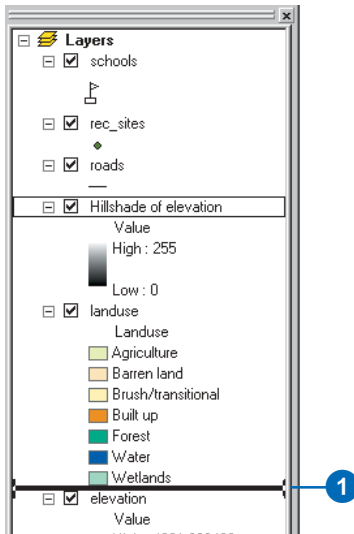 Layers
schools
rec_sites
roads
Hillshade of elevation
Value
High : 255
Low : 0
landuse
Landuse
Agriculture
Barren land
Brush/transitional
Built up
Forest
Water
Wetlands
1
elevation
Value